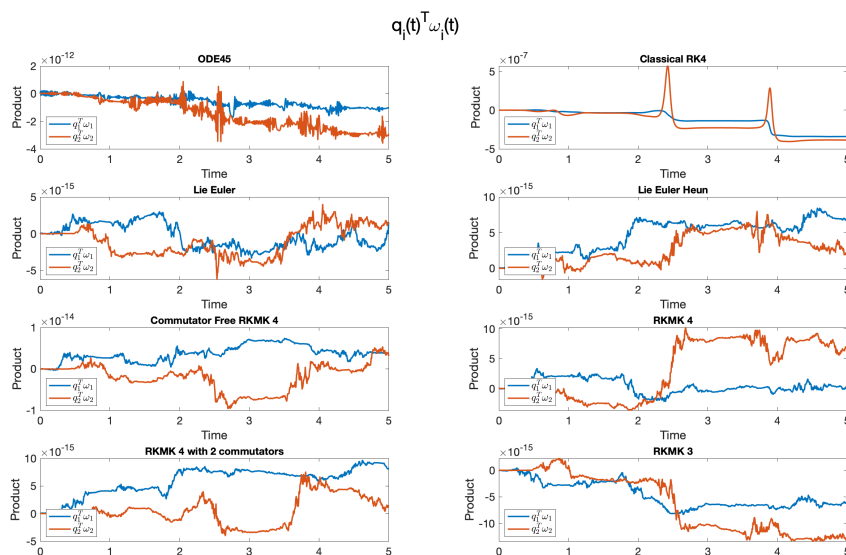 q_i(t)^T ω_i(t)
ODE45
×10^-12
2
0
-2
-4
Product
0 1 2 3 4 5
Time
q_1^T ω_1
q_2^T ω_2
Classical RK4
×10^-7
5
0
-5
Product
0 1 2 3 4 5
Time
q_1^T ω_1
q_2^T ω_2
Lie Euler
×10^-15
5
0
-5
Product
0 1 2 3 4 5
q_1^T ω_1
q_2^T ω_2
Lie Euler Heun
×10^-15
10
5
0
Product
0 1 2 3 4 5
q_1^T ω_1
q_2^T ω_2
Commutator Free RKMK 4
×10^-14
1
0
-1
Product
0 1 2 3 4 5
Time
q_1^T ω_1
q_2^T ω_2
RKMK 4
×10^-15
10
5
0
Product
0 1 2 3 4 5
Time
q_1^T ω_1
q_2^T ω_2
RKMK 4 with 2 commutators
×10^-15
10
5
0
-5
Product
0 1 2 3 4 5
q_1^T ω_1
q_2^T ω_2
RKMK 3
×10^-15
0
-5
-10
Product
0 1 2 3 4 5
q_1^T ω_1
q_2^T ω_2